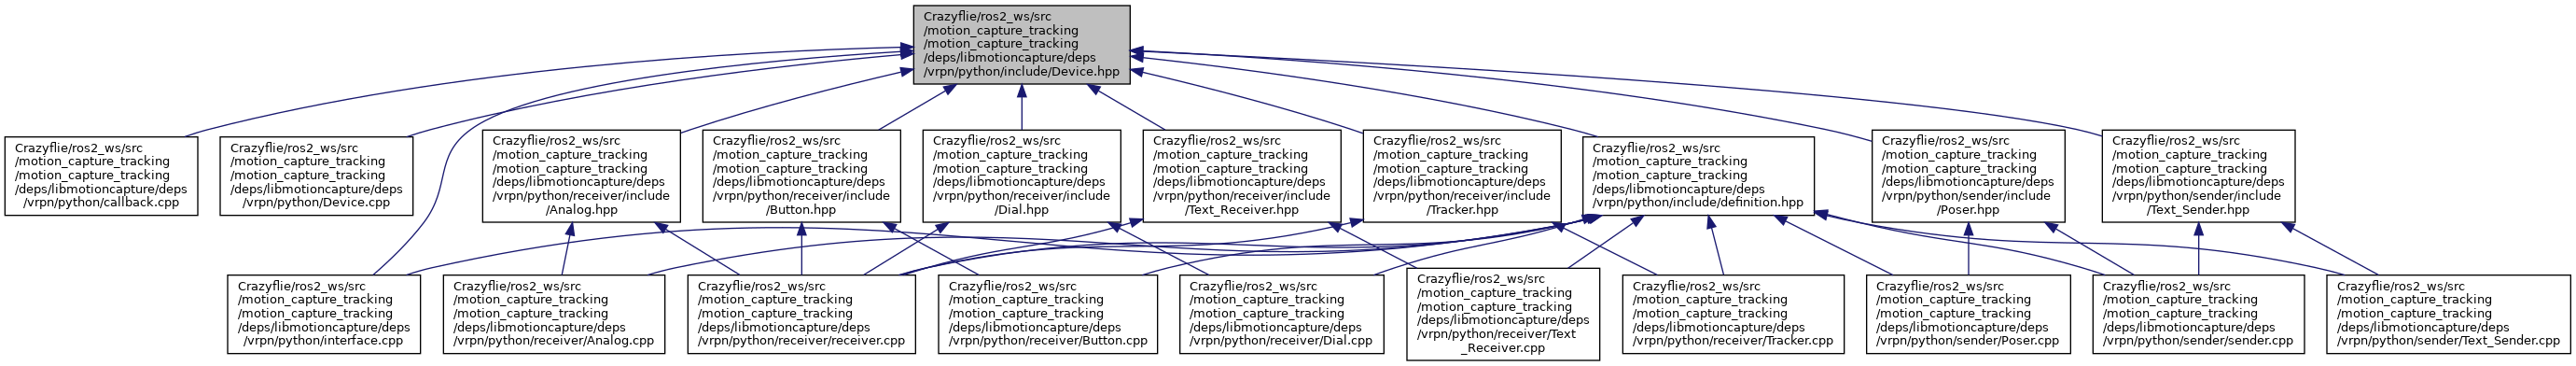 Crazyflie/ros2_ws/src
/motion_capture_tracking
/motion_capture_tracking
/deps/libmotioncapture/deps
/vrpn/python/include/Device.hpp
Crazyflie/ros2_ws/src
/motion_capture_tracking
/motion_capture_tracking
/deps/libmotioncapture/deps
/vrpn/python/callback.cpp
Crazyflie/ros2_ws/src
/motion_capture_tracking
/motion_capture_tracking
/deps/libmotioncapture/deps
/vrpn/python/Device.cpp
Crazyflie/ros2_ws/src
/motion_capture_tracking
/motion_capture_tracking
/deps/libmotioncapture/deps
/vrpn/python/receiver/include
/Analog.hpp
Crazyflie/ros2_ws/src
/motion_capture_tracking
/motion_capture_tracking
/deps/libmotioncapture/deps
/vrpn/python/receiver/include
/Button.hpp
Crazyflie/ros2_ws/src
/motion_capture_tracking
/motion_capture_tracking
/deps/libmotioncapture/deps
/vrpn/python/receiver/include
/Dial.hpp
Crazyflie/ros2_ws/src
/motion_capture_tracking
/motion_capture_tracking
/deps/libmotioncapture/deps
/vrpn/python/receiver/include
/Text_Receiver.hpp
Crazyflie/ros2_ws/src
/motion_capture_tracking
/motion_capture_tracking
/deps/libmotioncapture/deps
/vrpn/python/receiver/include
/Tracker.hpp
Crazyflie/ros2_ws/src
/motion_capture_tracking
/motion_capture_tracking
/deps/libmotioncapture/deps
/vrpn/python/include/definition.hpp
Crazyflie/ros2_ws/src
/motion_capture_tracking
/motion_capture_tracking
/deps/libmotioncapture/deps
/vrpn/python/sender/include
/Poser.hpp
Crazyflie/ros2_ws/src
/motion_capture_tracking
/motion_capture_tracking
/deps/libmotioncapture/deps
/vrpn/python/sender/include
/Text_Sender.hpp
Crazyflie/ros2_ws/src
/motion_capture_tracking
/motion_capture_tracking
/deps/libmotioncapture/deps
/vrpn/python/interface.cpp
Crazyflie/ros2_ws/src
/motion_capture_tracking
/motion_capture_tracking
/deps/libmotioncapture/deps
/vrpn/python/receiver/Analog.cpp
Crazyflie/ros2_ws/src
/motion_capture_tracking
/motion_capture_tracking
/deps/libmotioncapture/deps
/vrpn/python/receiver/receiver.cpp
Crazyflie/ros2_ws/src
/motion_capture_tracking
/motion_capture_tracking
/deps/libmotioncapture/deps
/vrpn/python/receiver/Button.cpp
Crazyflie/ros2_ws/src
/motion_capture_tracking
/motion_capture_tracking
/deps/libmotioncapture/deps
/vrpn/python/receiver/Dial.cpp
Crazyflie/ros2_ws/src
/motion_capture_tracking
/motion_capture_tracking
/deps/libmotioncapture/deps
/vrpn/python/receiver/Text
_Receiver.cpp
Crazyflie/ros2_ws/src
/motion_capture_tracking
/motion_capture_tracking
/deps/libmotioncapture/deps
/vrpn/python/receiver/Tracker.cpp
Crazyflie/ros2_ws/src
/motion_capture_tracking
/motion_capture_tracking
/deps/libmotioncapture/deps
/vrpn/python/sender/Poser.cpp
Crazyflie/ros2_ws/src
/motion_capture_tracking
/motion_capture_tracking
/deps/libmotioncapture/deps
/vrpn/python/sender/sender.cpp
Crazyflie/ros2_ws/src
/motion_capture_tracking
/motion_capture_tracking
/deps/libmotioncapture/deps
/vrpn/python/sender/Text_Sender.cpp